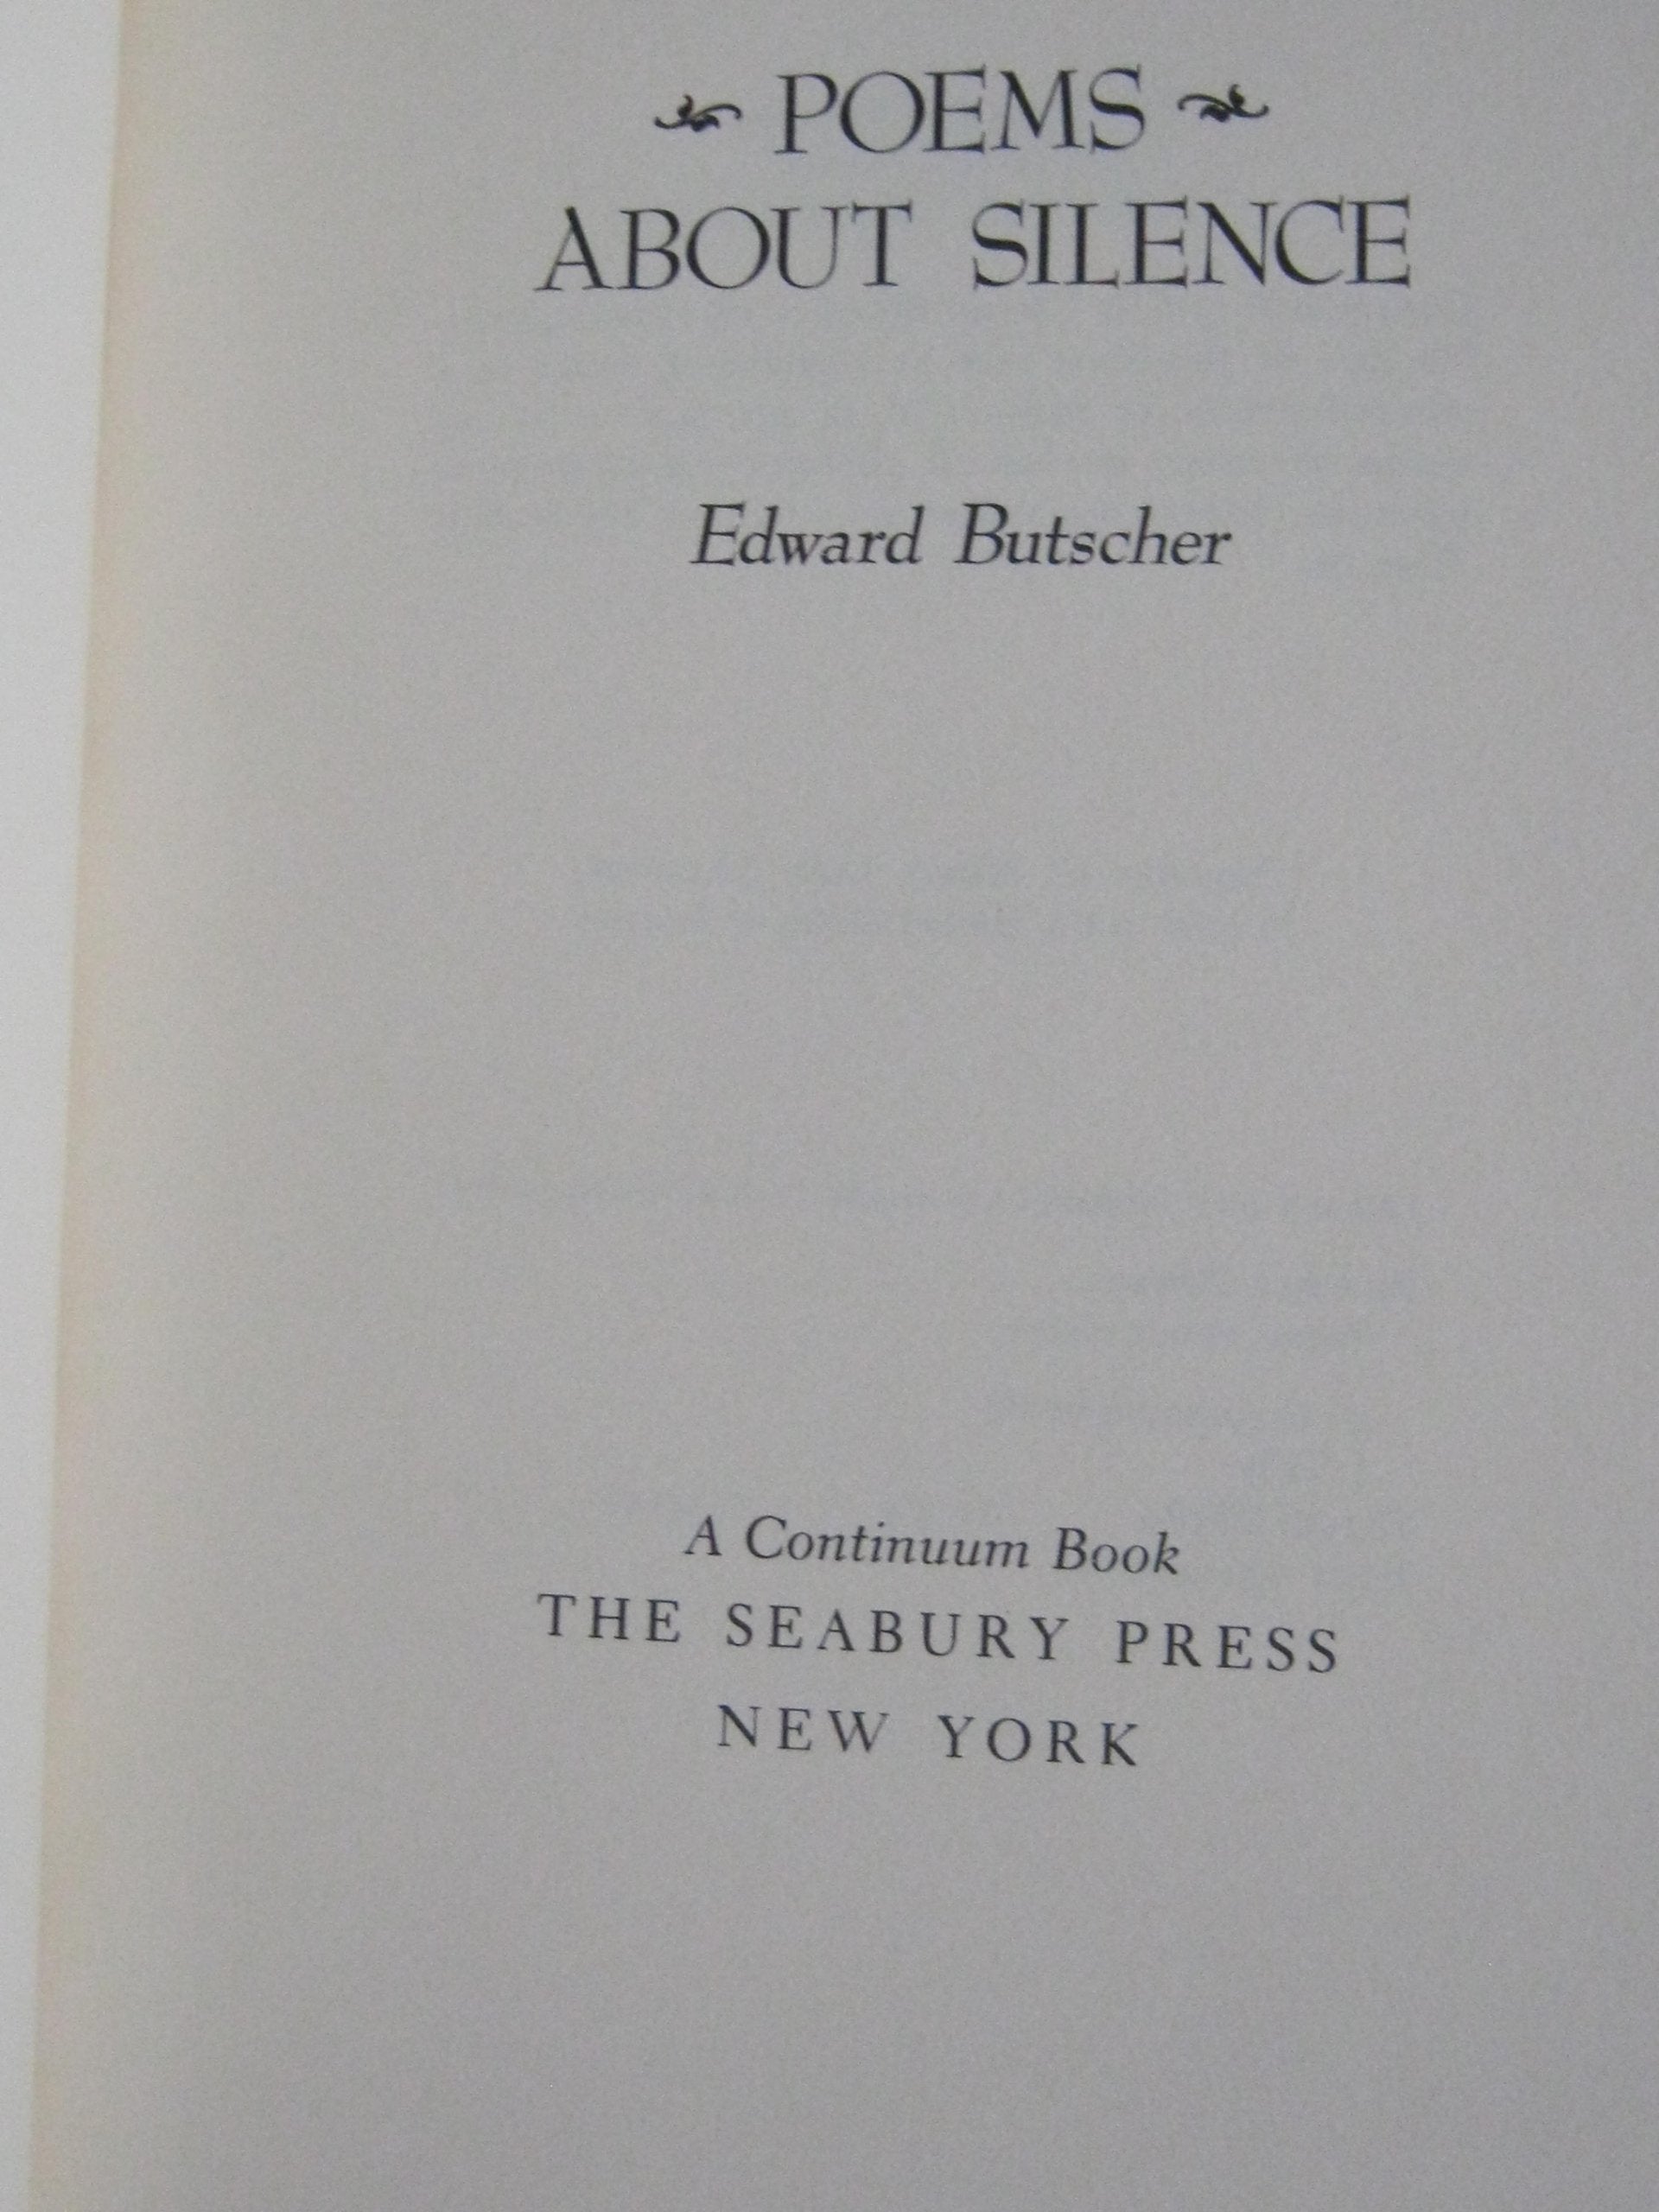 POEMS
ABOUT SILENCE
Edward Butscher
A Continuum Book
THE SEABURY PRESS
NEW YORK